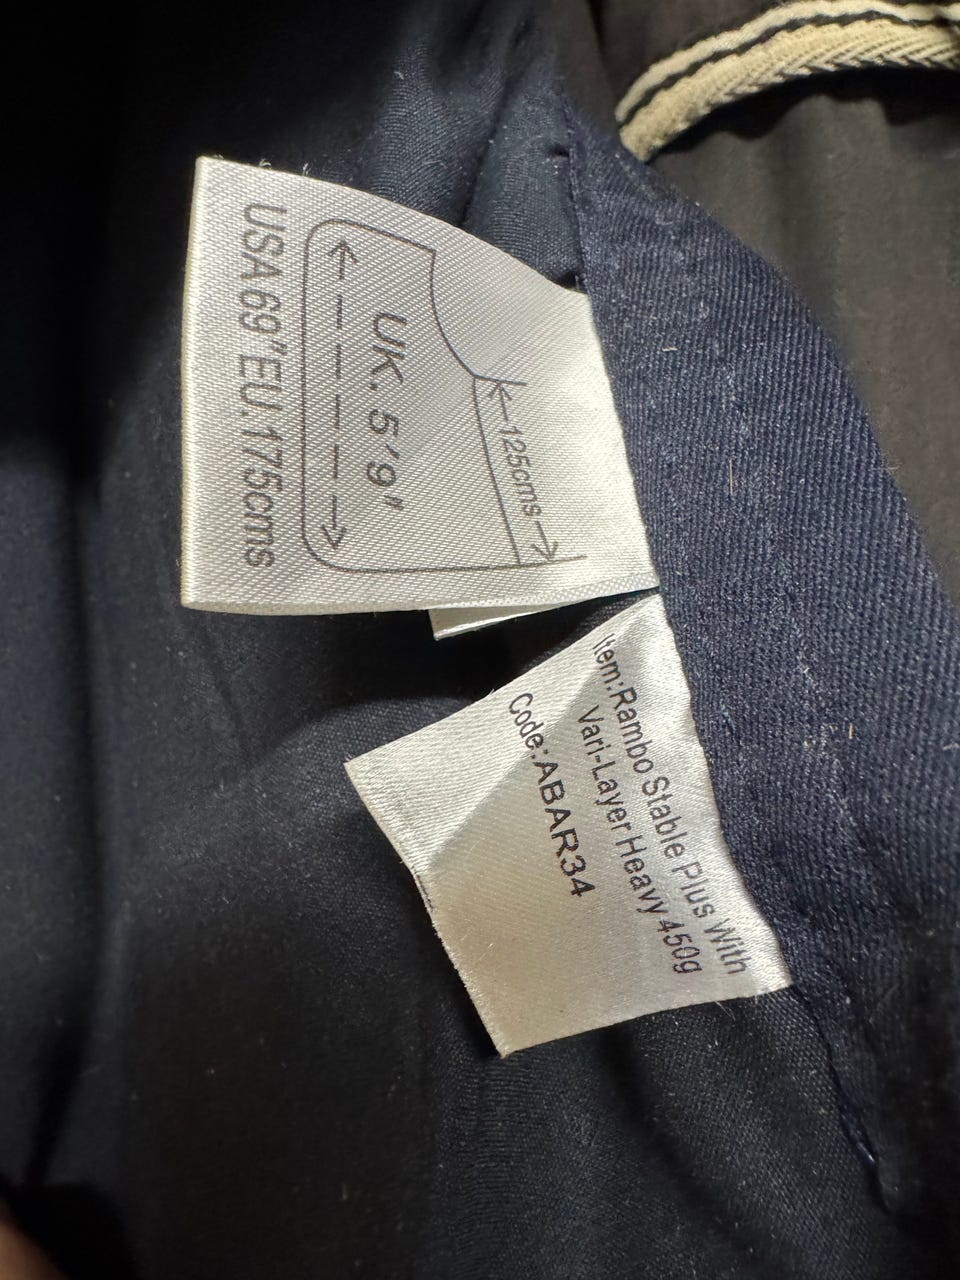 USA 69" EU.175cms
UK. 5'9"
125cms
Item:Rambo Stable Plus With
Vari-Layer Heavy 450g
Code:ABAR34